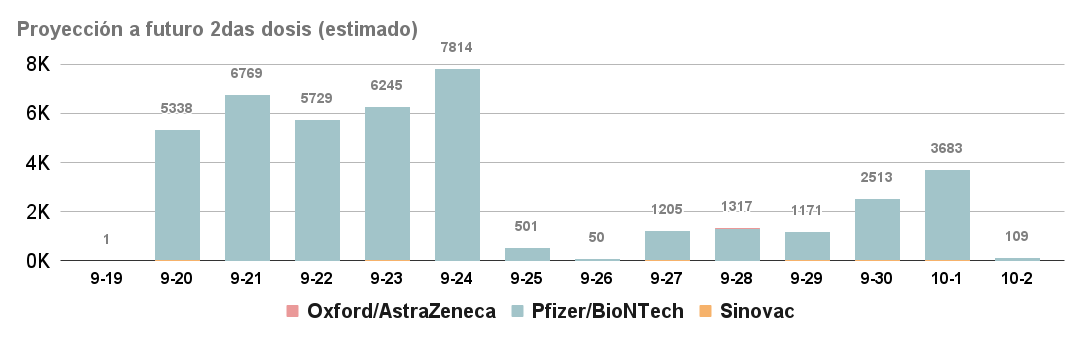 Proyección a futuro 2das dosis (estimado)
8K
6K
4K
2K
0K
1
5338
6769
5729
6245
7814
501
50
1205
1317
1171
2513
3683
109
9-19 9-20 9-21 9-22 9-23 9-24 9-25 9-26 9-27 9-28 9-29 9-30 10-1 10-2
Oxford/AstraZeneca Pfizer/BioNTech Sinovac